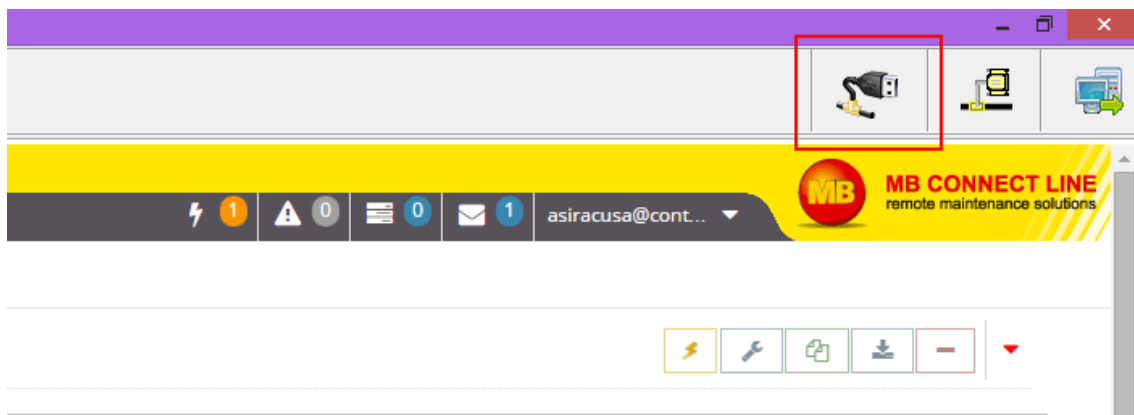 1 0 0 1 asiracusa@cont...
MB
MB CONNECT LINE
remote maintenance solutions